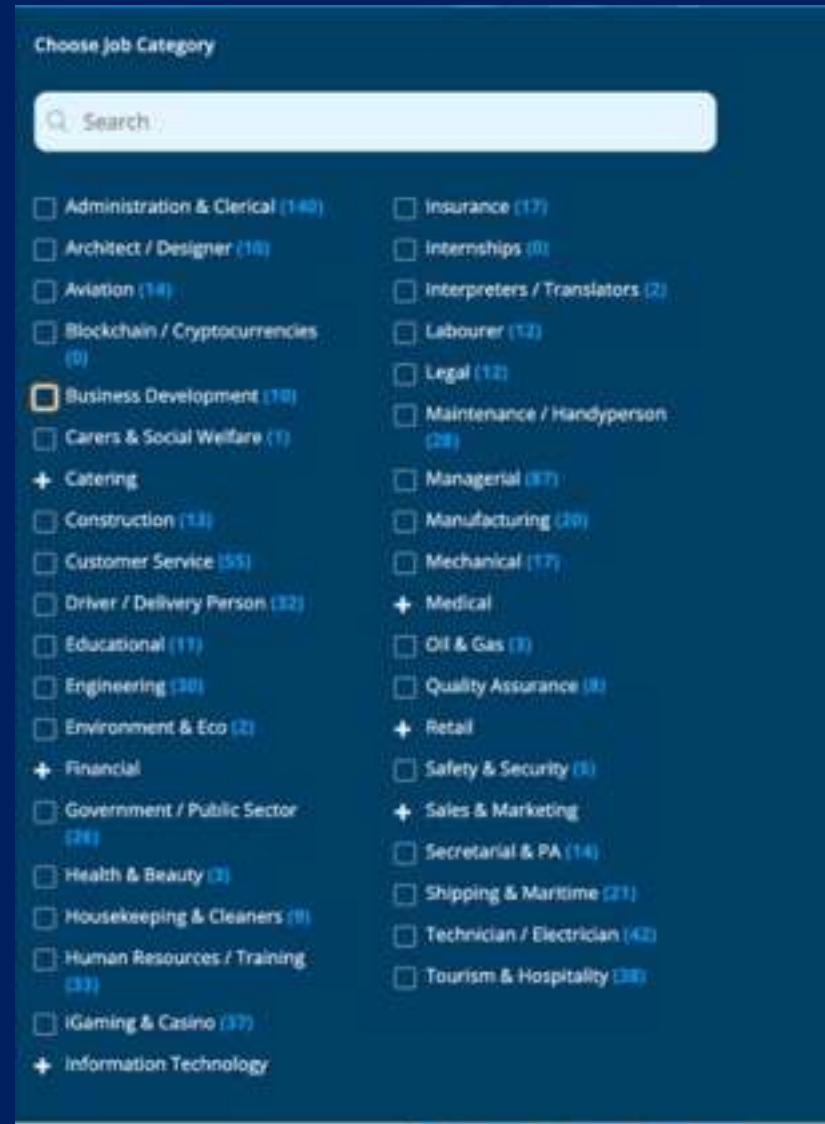 Choose Job Category
Search
Administration & Clerical (140)
Architect / Designer (10)
Aviation (14)
Blockchain / Cryptocurrencies
(0)
Business Development (10)
Carers & Social Welfare (1)
Catering
Construction (13)
Customer Service (55)
Driver / Delivery Person (32)
Educational (11)
Engineering (30)
Environment & Eco (2)
Financial
Government / Public Sector
(26)
Health & Beauty (3)
Housekeeping & Cleaners (9)
Human Resources / Training
(33)
iGaming & Casino (37)
Information Technology
Insurance (17)
Internships (0)
Interpreters / Translators (2)
Labourer (12)
Legal (12)
Maintenance / Handyperson
(28)
Managerial (87)
Manufacturing (20)
Mechanical (17)
Medical
Oil & Gas (3)
Quality Assurance (8)
Retail
Safety & Security
Sales & Marketing
Secretarial & PA (14)
Shipping & Maritime (21)
Technician / Electrician (42)
Tourism & Hospitality (38)